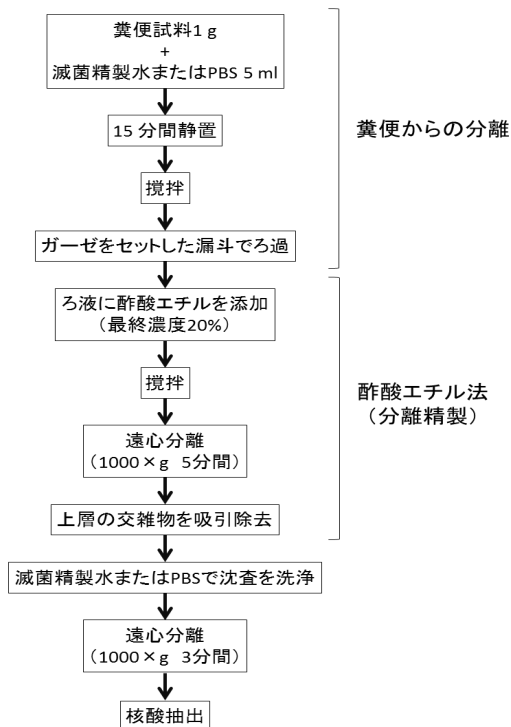 糞便試料1 g
+
滅菌精製水またはPBS 5 ml
15 分間静置
攪拌
ガーゼをセットした漏斗でろ過
糞便からの分離
ろ液に酢酸エチルを添加
（最終濃度20%）
攪拌
遠心分離
（1000×g 5分間）
上層の交雑物を吸引除去
酢酸エチル法
（分離精製）
滅菌精製水またはPBSで沈査を洗浄
遠心分離
（1000×g 3分間）
核酸抽出